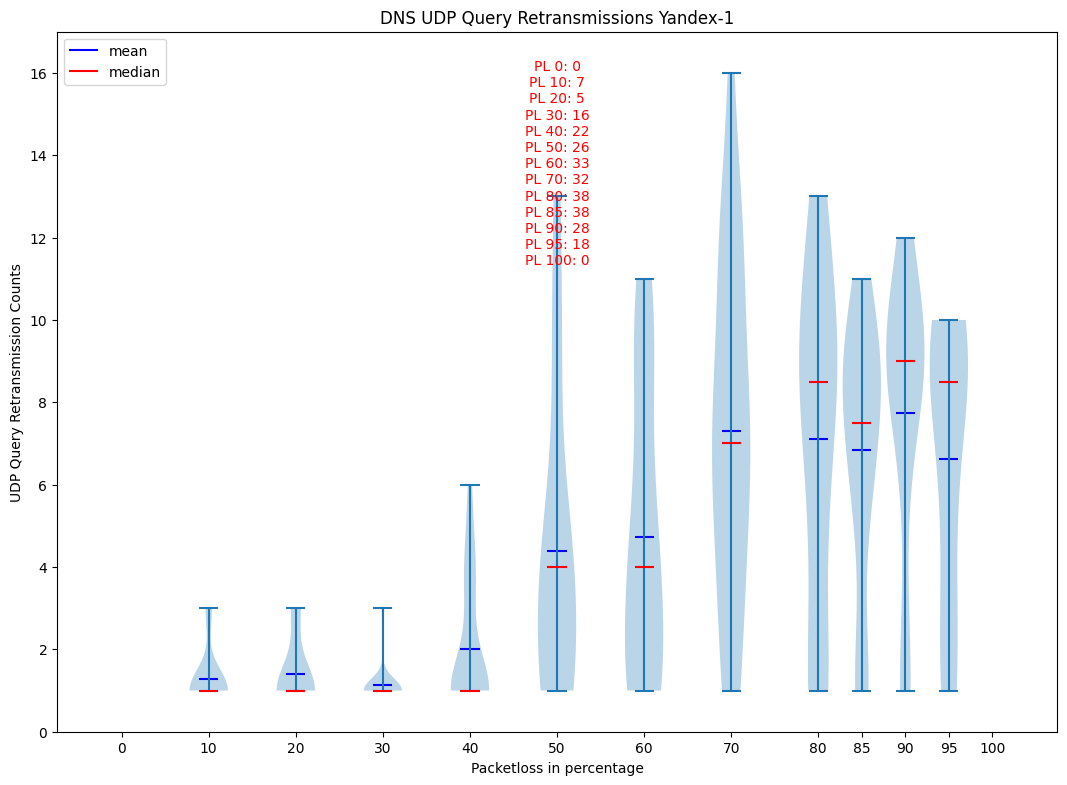 DNS UDP Query Retransmissions Yandex-1
mean
median
PL 0: 0
PL 10: 7
PL 20: 5
PL 30: 16
PL 40: 22
PL 50: 26
PL 60: 33
PL 70: 32
PL 80: 38
PL 85: 38
PL 90: 28
PL 95: 18
PL 100: 0
UDP Query Retransmission Counts
16
14
12
10
8
6
4
2
0
0 10 20 30 40 50 60 70 80 85 90 95 100
Packetloss in percentage